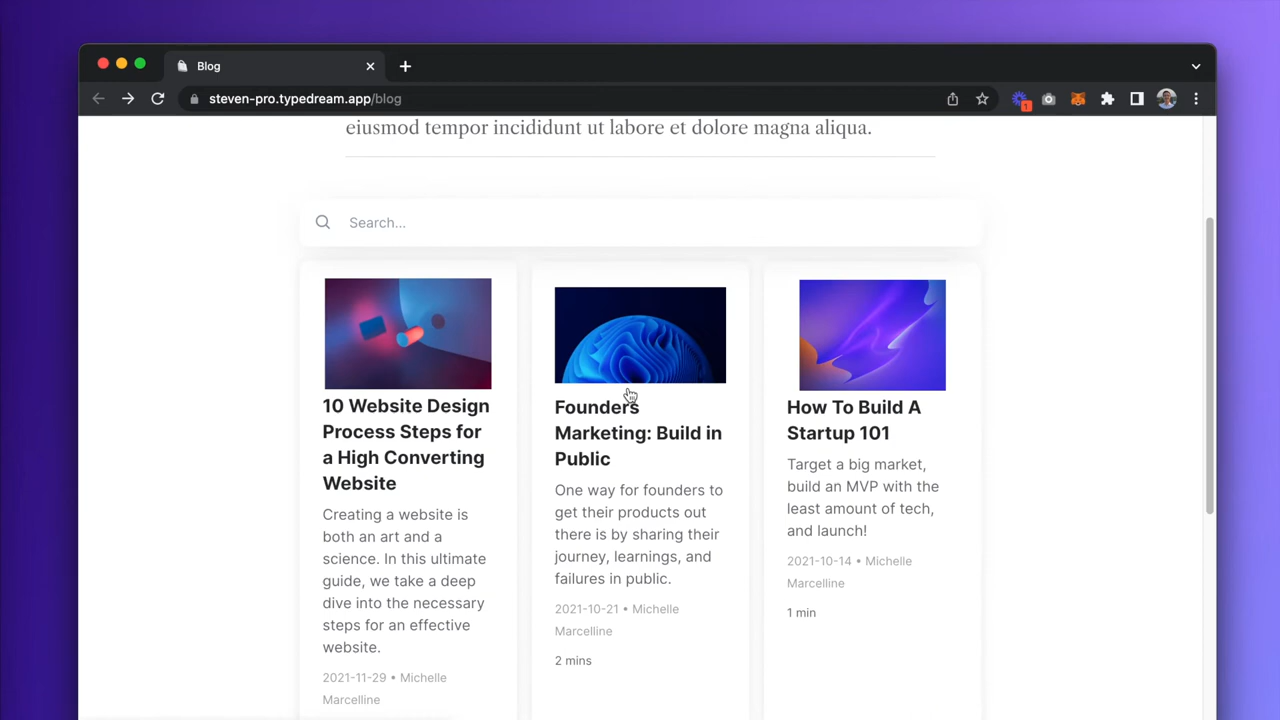 Blog
steven-pro.typedream.app/blog
1
eiusmod tempor incididunt ut labore et dolore magna aliqua.
Search...
10 Website Design
Process Steps for
a High Converting
Website
Creating a website is
both an art and a
science. In this ultimate
guide, we take a deep
dive into the necessary
steps for an effective
website.
2021-11-29 • Michelle
Marcelline
Founders
Marketing: Build in
Public
One way for founders to
get their products out
there is by sharing their
journey, learnings, and
failures in public.
2021-10-21 • Michelle
Marcelline
2 mins
How To Build A
Startup 101
Target a big market,
build an MVP with the
least amount of tech,
and launch!
2021-10-14 • Michelle
Marcelline
1 min